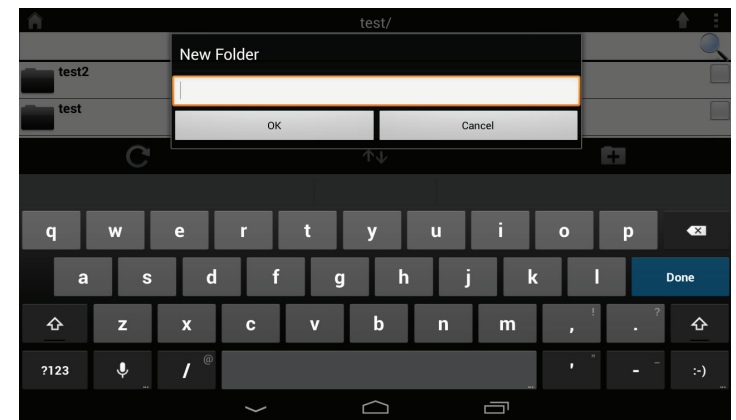 test/
New Folder
test2
test
OK Cancel
q w e r t y u i o p
a s d f g h j k l Done
z x c v b n m , ! . ?
?123 / @ ' " - _ :-)